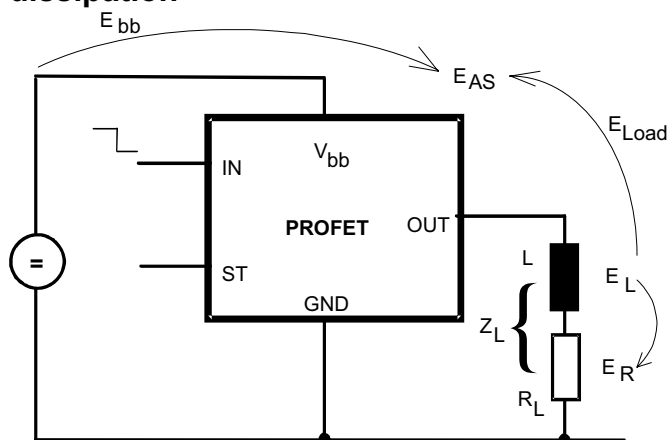 dissipation
E bb
E AS
E Load
V bb
IN
PROFET
OUT
ST
GND
=
L
E L
Z L
{
E R
R L